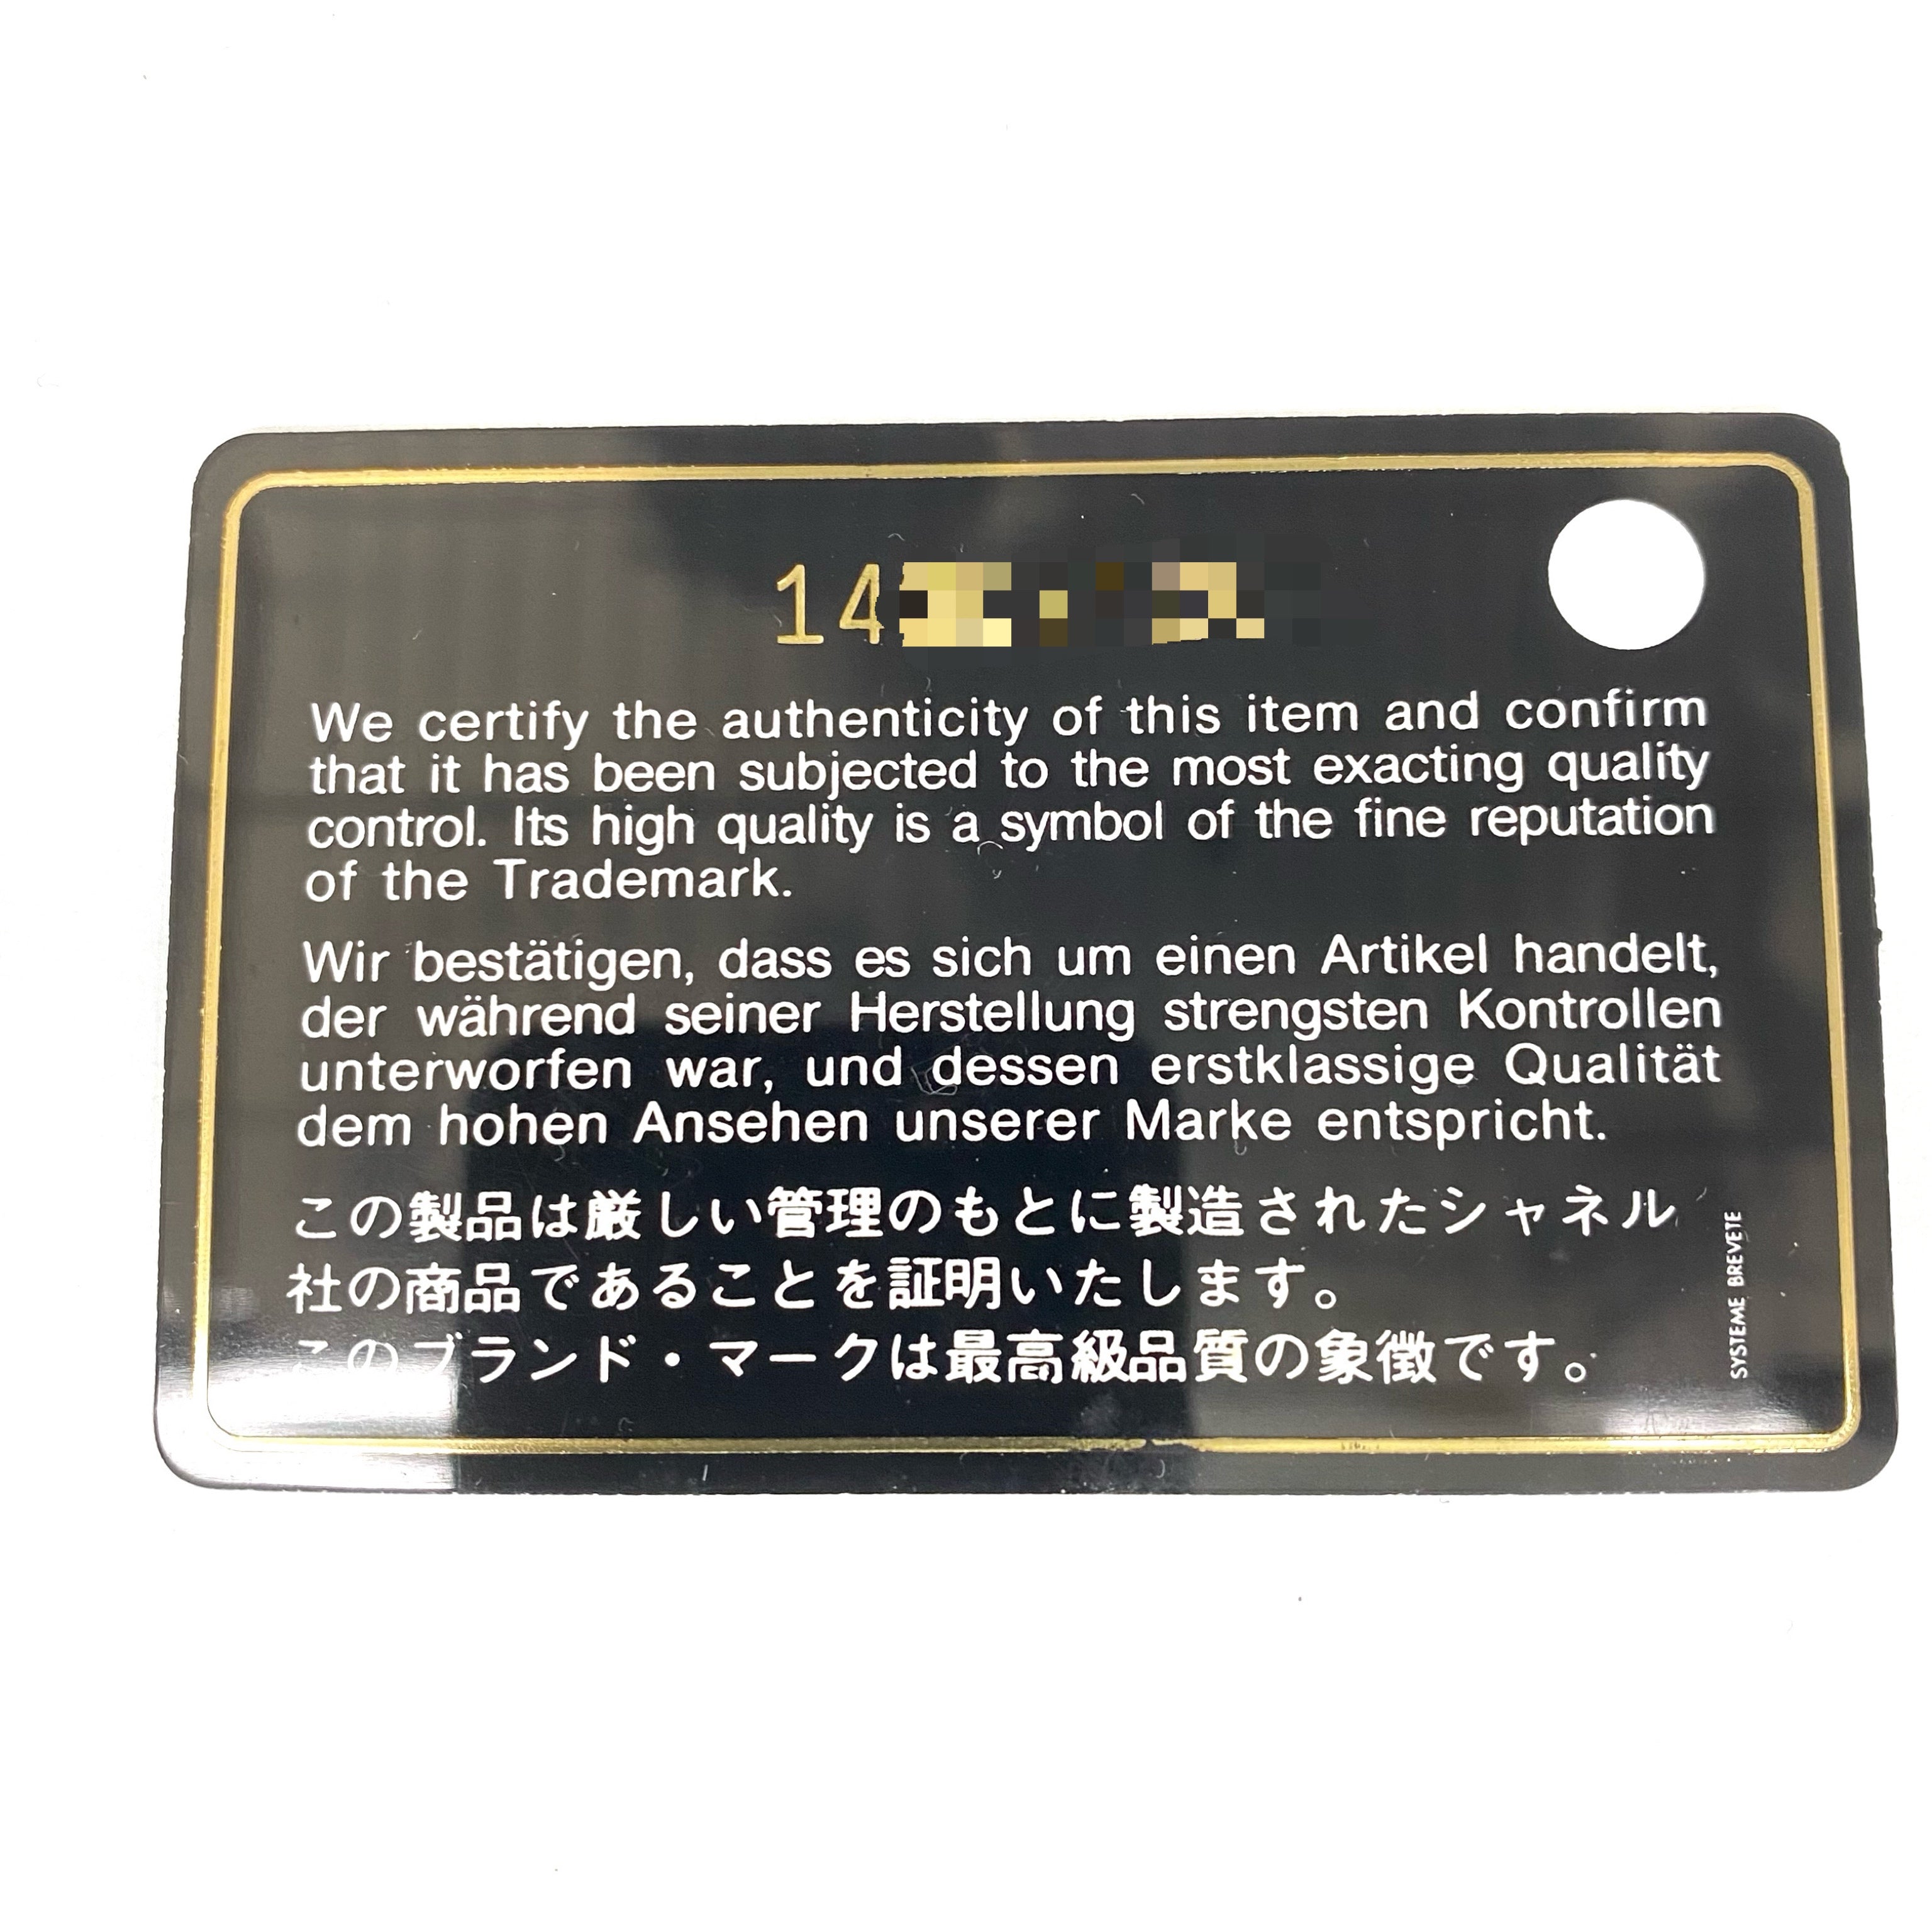 14
We certify the authenticity of this item and confirm
that it has been subjected to the most exacting quality
control. Its high quality is a symbol of the fine reputation
of the Trademark.
Wir bestätigen, dass es sich um einen Artikel handelt,
der während seiner Herstellung strengsten Kontrollen
unterworfen war, und dessen erstklassige Qualität
dem hohen Ansehen unserer Marke entspricht.
この製品は厳しい管理のもとに製造されたシャネル
社の商品であることを証明いたします。
このブランド・マークは最高級品質の象徴です。
SYSTEME BREVETE